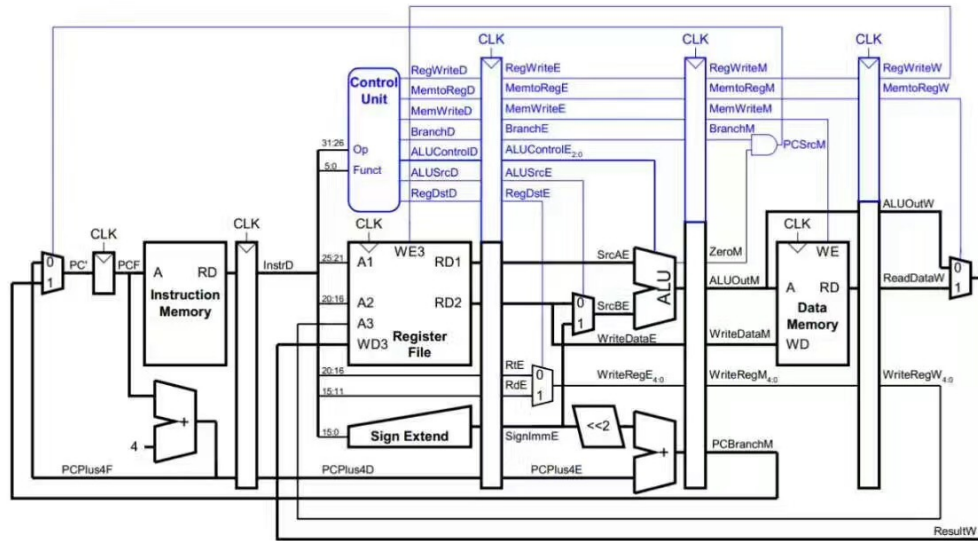 CLK CLK CLK
Control Unit
RegWriteD RegWriteE RegWriteM RegWriteW
MemtoRegD MemtoRegE MemtoRegM MemtoRegW
MemWriteD MemWriteE MemWriteM
BranchD BranchE BranchM
PCSrcM
31:26 Op
ALUControlD ALUControlE2:0
5:0 Funct
ALUSrcD ALUSrcE
RegDstD RegDstE
ALUOutW
CLK CLK CLK CLK
WE3 WE
0 1 PC' PCF A RD InstrD
Instruction Memory
25:21 A1 RD1 SrcAE ALU ZeroM
ALUOutM A RD ReadDataW 0 1
20:16 A2 RD2 0 1 SrcBE
Data Memory
A3
Register File
WD3 WriteDataE WriteDataM WD
20:16 RtE 0
15:11 RdE 1
WriteRegE4:0 WriteRegM4:0 WriteRegW4:0
15:0 Sign Extend SignImmE <<2
4 + +
PCBranchM
PCPlus4F PCPlus4D PCPlus4E
ResultW